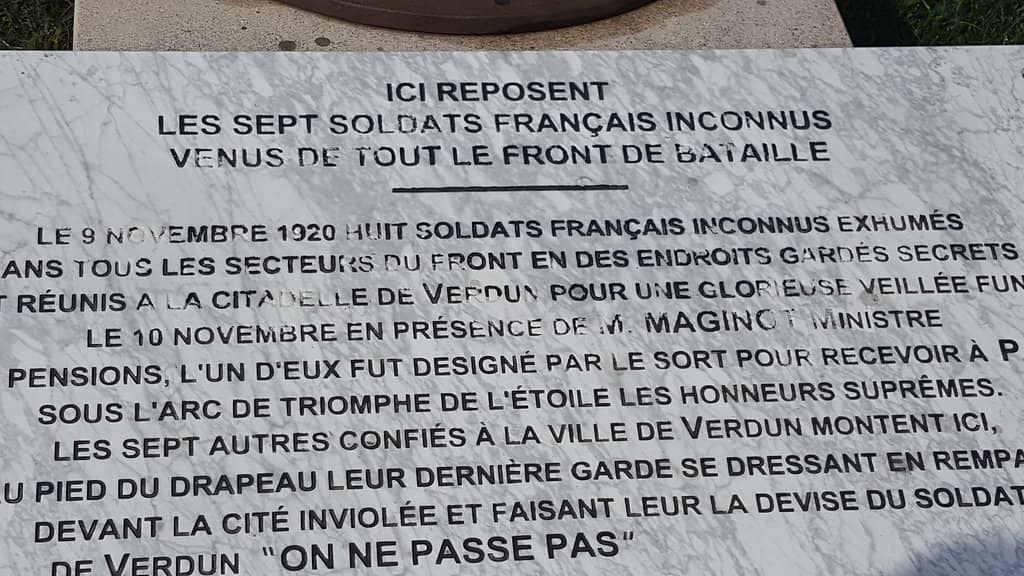 ICI REPOSENT
LES SEPT SOLDATS FRANÇAIS INCONNUS
VENUS DE TOUT LE FRONT DE BATAILLE
LE 9 NOVEMBRE 1920 HUIT SOLDATS FRANÇAIS INCONNUS EXHUMÉS
ANS TOUS LES SECTEURS DU FRONT EN DES ENDROITS GARDÉS SECRETS
RÉUNIS A LA CITADELLE DE VERDUN POUR UNE GLORIEUSE VEILLÉE FUN
LE 10 NOVEMBRE EN PRÉSENCE DE M. MAGINOT MINISTRE
PENSIONS, L'UN D'EUX FUT DESIGNÉ PAR LE SORT POUR RECEVOIR À P
SOUS L'ARC DE TRIOMPHE DE L'ÉTOILE LES HONNEURS SUPRÊMES.
LES SEPT AUTRES CONFIÉS À LA VILLE DE VERDUN MONTENT ICI,
U PIED DU DRAPEAU LEUR DERNIÈRE GARDE SE DRESSANT EN REMPA
DEVANT LA CITÉ INVIOLÉE ET FAISANT LEUR LA DEVISE DU SOLDAT
DE VERDUN "ON NE PASSE PAS"